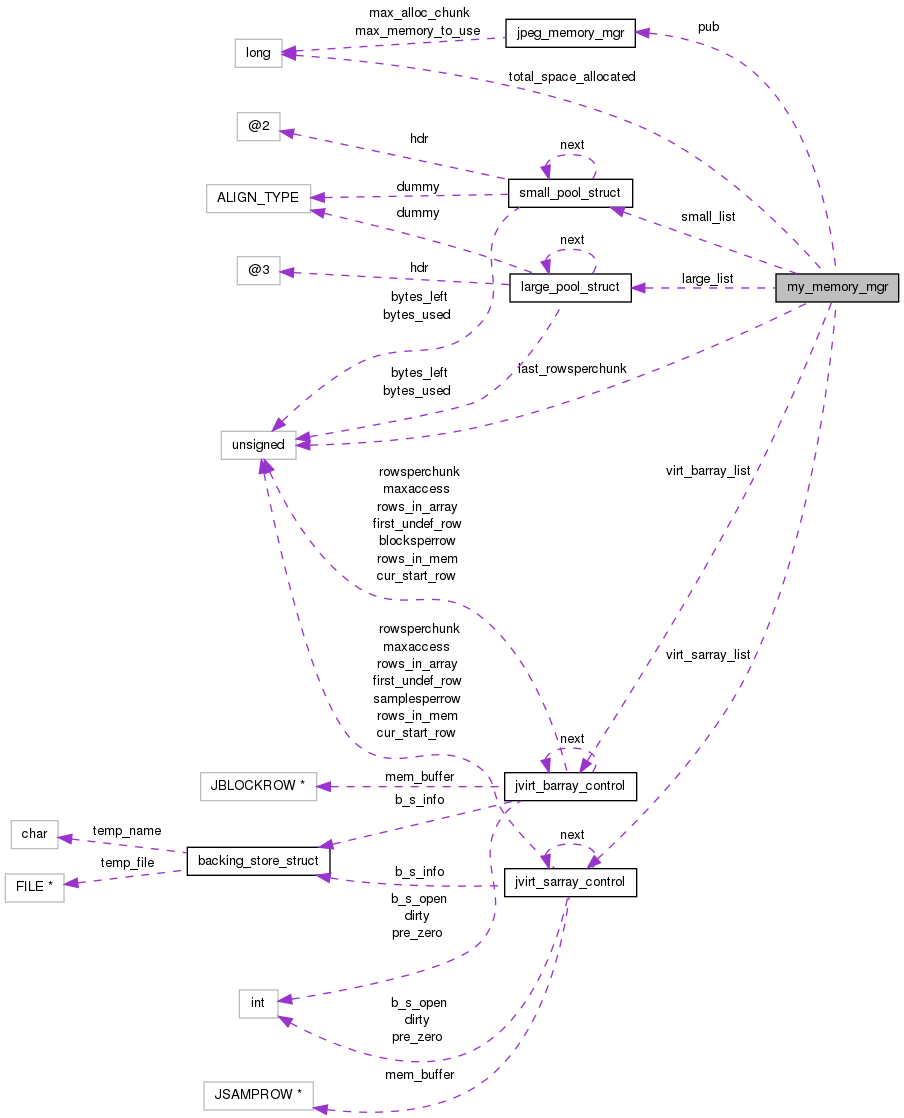 max_alloc_chunk
max_memory_to_use
jpeg_memory_mgr
pub
long
total_space_allocated
@2
hdr
next
small_pool_struct
ALIGN_TYPE
dummy
dummy
small_list
@3
hdr
next
large_pool_struct
large_list
my_memory_mgr
bytes_left
bytes_used
bytes_left
bytes_used
last_rowsperchunk
unsigned
rowsperchunk
maxaccess
rows_in_array
first_undef_row
blocksperrow
rows_in_mem
cur_start_row
virt_barray_list
rowsperchunk
maxaccess
rows_in_array
first_undef_row
samplesperrow
rows_in_mem
cur_start_row
virt_sarray_list
next
JBLOCKROW *
mem_buffer
jvirt_barray_control
b_s_info
char
temp_name
next
backing_store_struct
temp_file
FILE *
b_s_info
jvirt_sarray_control
b_s_open
dirty
pre_zero
int
b_s_open
dirty
pre_zero
mem_buffer
JSAMPROW *